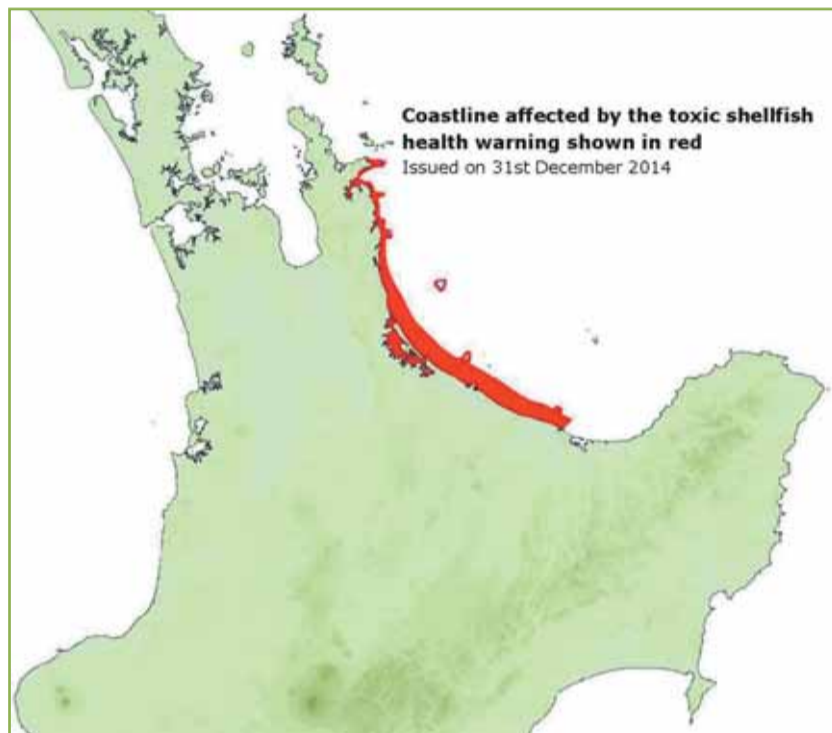 Coastline affected by the toxic shellfish
health warning shown in red
Issued on 31st December 2014